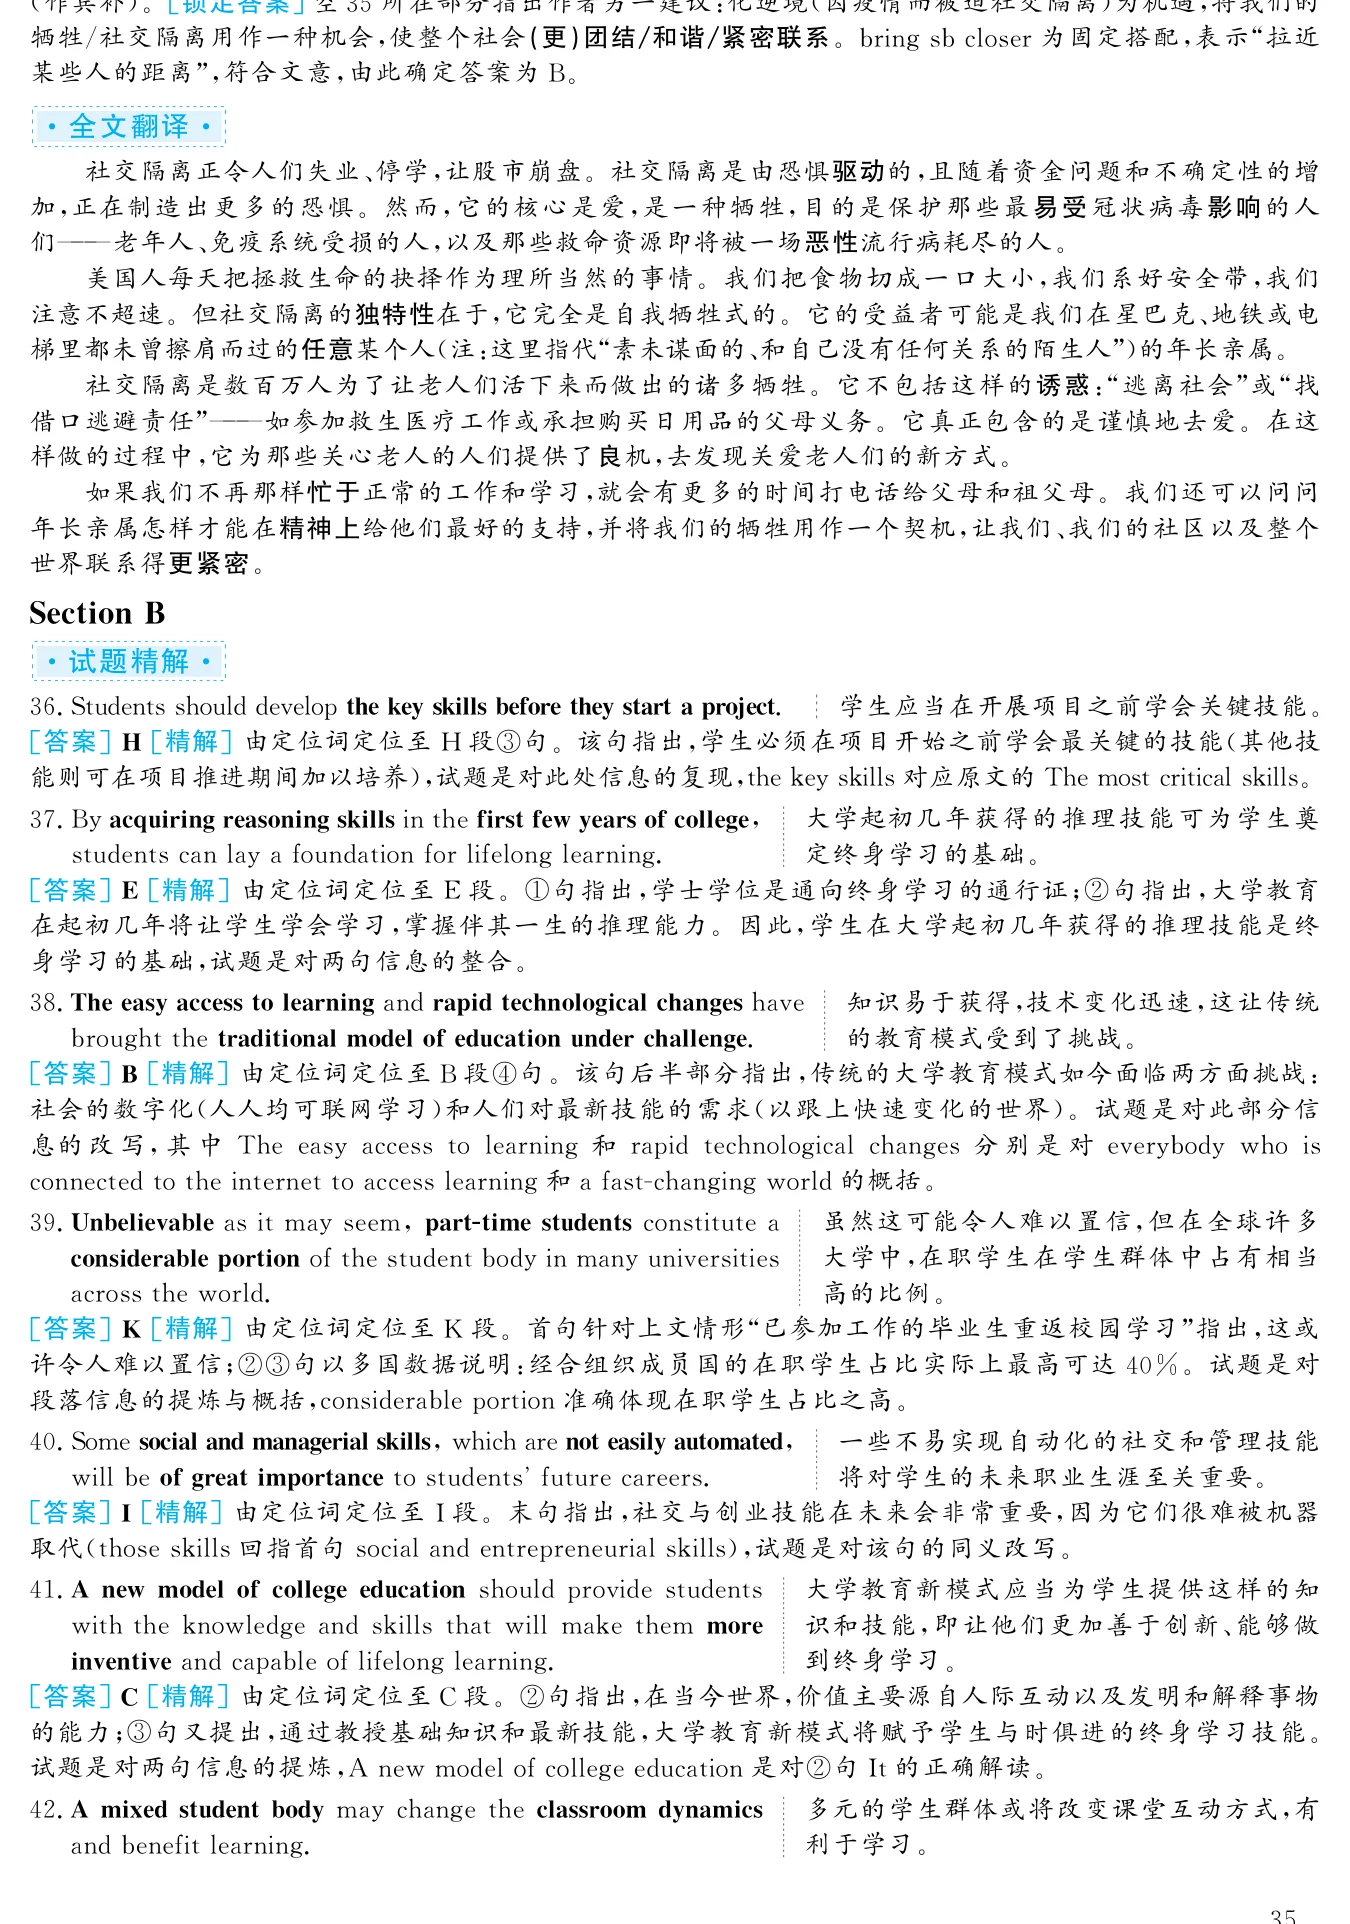 (作宾补)。[锁定答案]空 35 所在部分指出作者另一建议:化逆境(因疫情而被迫社交隔离)为机遇,将我们的
牺牲/社交隔离用作一种机会,使整个社会(更)团结/和谐/紧密联系。bring sb closer 为固定搭配,表示“拉近
某些人的距离”,符合文意,由此确定答案为 B。
·全文翻译·
社交隔离正令人们失业、停学,让股市崩盘。社交隔离是由恐惧驱动的,且随着资金问题和不确定性的增
加,正在制造出更多的恐惧。然而,它的核心是爱,是一种牺牲,目的是保护那些最易受冠状病毒影响的人
们——老年人、免疫系统受损的人,以及那些救命资源即将被一场恶性流行病耗尽的人。
美国人每天把拯救生命的抉择作为理所当然的事情。我们把食物切成一口大小,我们系好安全带,我们
注意不超速。但社交隔离的独特性在于,它完全是自我牺牲式的。它的受益者可能是我们在星巴克、地铁或电
梯里都未曾擦肩而过的任意某个人(注:这里指代“素未谋面的、和自己没有任何关系的陌生人”)的年长亲属。
社交隔离是数百万人为了让老人们活下来而做出的诸多牺牲。它不包括这样的诱惑:“逃离社会”或“找
借口逃避责任”——如参加救生医疗工作或承担购买日用品的父母义务。它真正包含的是谨慎地去爱。在这
样做的过程中,它为那些关心老人的人们提供了良机,去发现关爱老人们的新方式。
如果我们不再那样忙于正常的工作和学习,就会有更多的时间打电话给父母和祖父母。我们还可以问问
年长亲属怎样才能在精神上给他们最好的支持,并将我们的牺牲用作一个契机,让我们、我们的社区以及整个
世界联系得更紧密。
Section B
·试题精解·
36. Students should develop the key skills before they start a project. 学生应当在开展项目之前学会关键技能。
[答案] H [精解] 由定位词定位至 H 段③句。该句指出,学生必须在项目开始之前学会最关键的技能(其他技
能则可在项目推进期间加以培养),试题是对此处信息的复现,the key skills 对应原文的 The most critical skills。
37. By acquiring reasoning skills in the first few years of college, 大学起初几年获得的推理技能可为学生奠
students can lay a foundation for lifelong learning. 定终身学习的基础。
[答案] E [精解] 由定位词定位至 E 段。①句指出,学士学位是通向终身学习的通行证;②句指出,大学教育
在起初几年将让学生学会学习,掌握伴其一生的推理能力。因此,学生在大学起初几年获得的推理技能是终
身学习的基础,试题是对两句信息的整合。
38. The easy access to learning and rapid technological changes have 知识易于获得,技术变化迅速,这让传统
brought the traditional model of education under challenge. 的教育模式受到了挑战。
[答案] B [精解] 由定位词定位至 B 段④句。该句后半部分指出,传统的大学教育模式如今面临两方面挑战:
社会的数字化(人人均可联网学习)和人们对最新技能的需求(以跟上快速变化的世界)。试题是对此部分信
息的改写,其中 The easy access to learning 和 rapid technological changes 分别是对 everybody who is
connected to the internet to access learning 和 a fast-changing world 的概括。
39. Unbelievable as it may seem, part-time students constitute a 虽然这可能令人难以置信,但在全球许多
considerable portion of the student body in many universities 大学中,在职学生在学生群体中占有相当
across the world. 高的比例。
[答案] K [精解] 由定位词定位至 K 段。首句针对上文情形“已参加工作的毕业生重返校园学习”指出,这或
许令人难以置信;②③句以多国数据说明:经合组织成员国的在职学生占比实际上最高可达 40%。试题是对
段落信息的提炼与概括,considerable portion 准确体现在职学生占比之高。
40. Some social and managerial skills, which are not easily automated, 一些不易实现自动化的社交和管理技能
will be of great importance to students' future careers. 将对学生的未来职业生涯至关重要。
[答案] I [精解] 由定位词定位至 I 段。末句指出,社交与创业技能在未来会非常重要,因为它们很难被机器
取代(those skills 回指首句 social and entrepreneurial skills),试题是对该句的同义改写。
41. A new model of college education should provide students 大学教育新模式应当为学生提供这样的知
with the knowledge and skills that will make them more 识和技能,即让他们更加善于创新、能够做
inventive and capable of lifelong learning. 到终身学习。
[答案] C [精解] 由定位词定位至 C 段。②句指出,在当今世界,价值主要源自人际互动以及发明和解释事物
的能力;③句又提出,通过教授基础知识和最新技能,大学教育新模式将赋予学生与时俱进的终身学习技能。
试题是对两句信息的提炼,A new model of college education 是对②句 It 的正确解读。
42. A mixed student body may change the classroom dynamics 多元的学生群体或将改变课堂互动方式,有
and benefit learning. 利于学习。
35